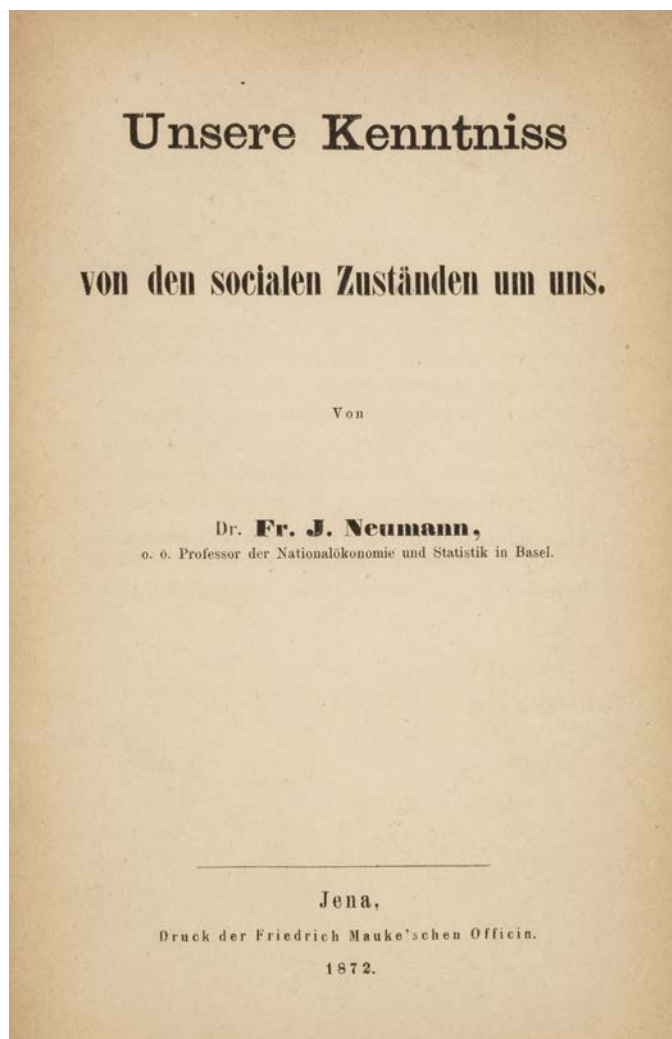 Unsere Kenntniss
von den socialen Zuständen um uns.
Von
Dr. Fr. J. Neumann,
o. ö. Professor der Nationalökonomie und Statistik in Basel.
Jena,
Druck der Friedrich Mauke'schen Officin.
1872.